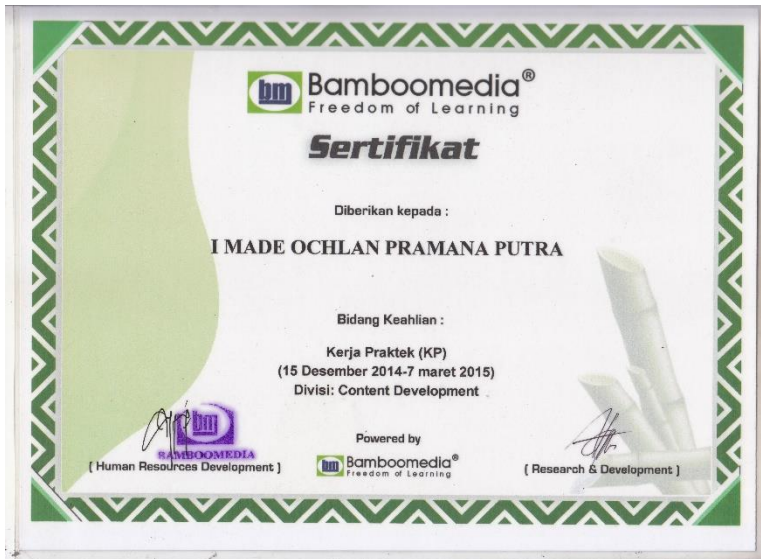 bm Bamboomedia®
Freedom of Learning
Sertifikat
Diberikan kepada :
I MADE OCHLAN PRAMANA PUTRA
Bidang Keahlian :
Kerja Praktek (KP)
(15 Desember 2014-7 maret 2015)
Divisi: Content Development
bm
BAMBOOMEDIA
Powered by
bm Bamboomedia®
Freedom of Learning
[ Human Resources Development ]
[ Research & Development ]